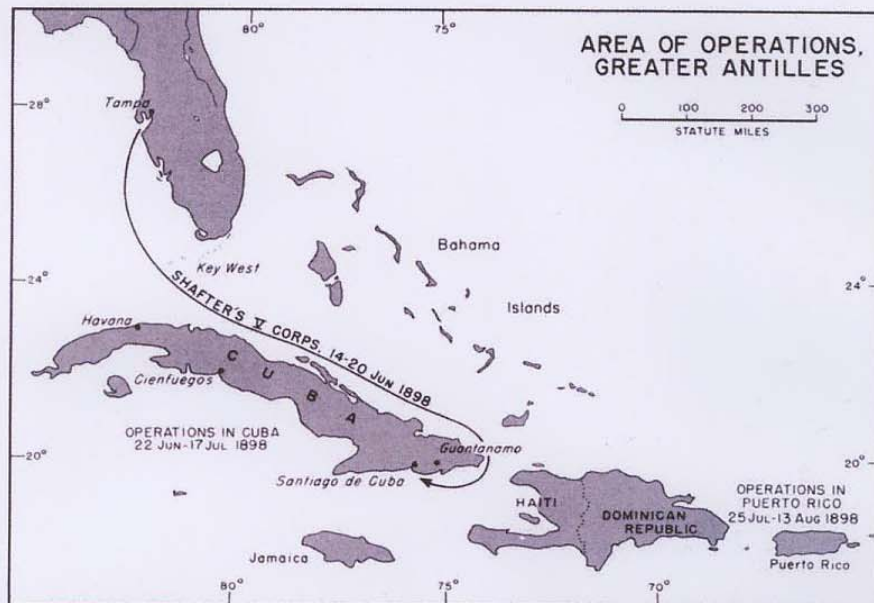 80°
75°
AREA OF OPERATIONS,
GREATER ANTILLES
0 100 200 300
STATUTE MILES
28°
Tampa
Bahama
Key West
24°
24°
SHAFTER'S V CORPS, 14-20 JUN 1898
Islands
Havana
Cienfuegos
CUBA
OPERATIONS IN CUBA
22 JUN-17 JUL 1898
Guantanamo
20°
20°
Santiago de Cuba
HAITI
DOMINICAN
REPUBLIC
OPERATIONS IN
PUERTO RICO
25 JUL-13 AUG 1898
Jamaica
Puerto Rico
80°
75°
70°